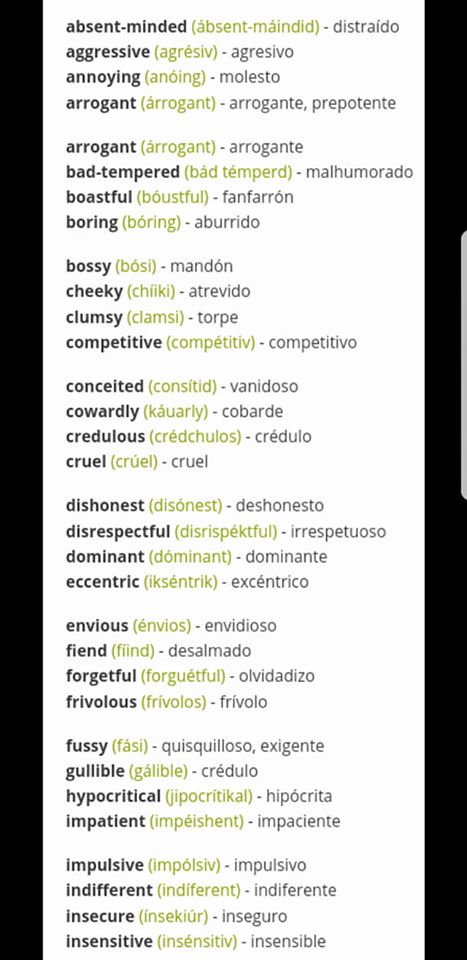 absent-minded (ábsent-máindid) - distraído
aggressive (agrésiv) - agresivo
annoying (anóing) - molesto
arrogant (árrogant) - arrogante, prepotente
arrogant (árrogant) - arrogante
bad-tempered (bád témperd) - malhumorado
boastful (bóustful) - fanfarrón
boring (bóring) - aburrido
bossy (bósi) - mandón
cheeky (chíiki) - atrevido
clumsy (clamsi) - torpe
competitive (compétitiv) - competitivo
conceited (consítid) - vanidoso
cowardly (káuarly) - cobarde
credulous (crédchulos) - crédulo
cruel (crúel) - cruel
dishonest (disónest) - deshonesto
disrespectful (disrispéktful) - irrespetuoso
dominant (dóminant) - dominante
eccentric (ikséntrik) - excéntrico
envious (énvios) - envidioso
fiend (fíind) - desalmado
forgetful (forguétful) - olvidadizo
frivolous (frívolos) - frívolo
fussy (fási) - quisquilloso, exigente
gullible (gálible) - crédulo
hypocritical (jipocrítikal) - hipócrita
impatient (impéishent) - impaciente
impulsive (impólsiv) - impulsivo
indifferent (indíferent) - indiferente
insecure (ínsekiúr) - inseguro
insensitive (insénsitiv) - insensible